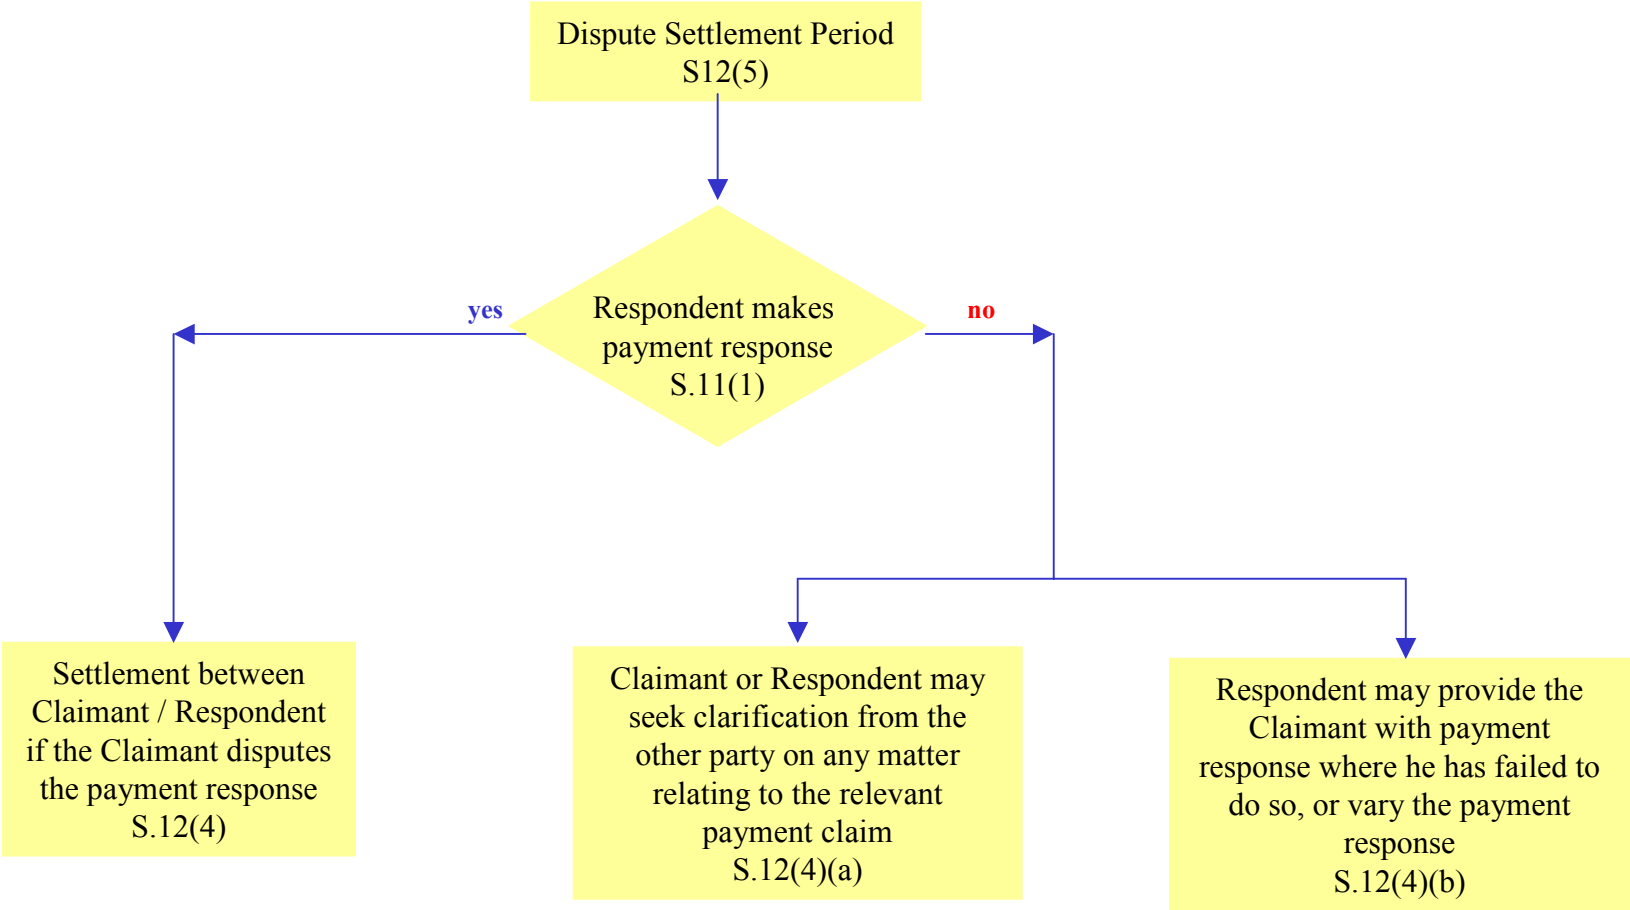 Dispute Settlement Period
S12(5)
yes
Respondent makes
payment response
S.11(1)
no
Settlement between
Claimant / Respondent
if the Claimant disputes
the payment response
S.12(4)
Claimant or Respondent may
seek clarification from the
other party on any matter
relating to the relevant
payment claim
S.12(4)(a)
Respondent may provide the
Claimant with payment
response where he has failed to
do so, or vary the payment
response
S.12(4)(b)